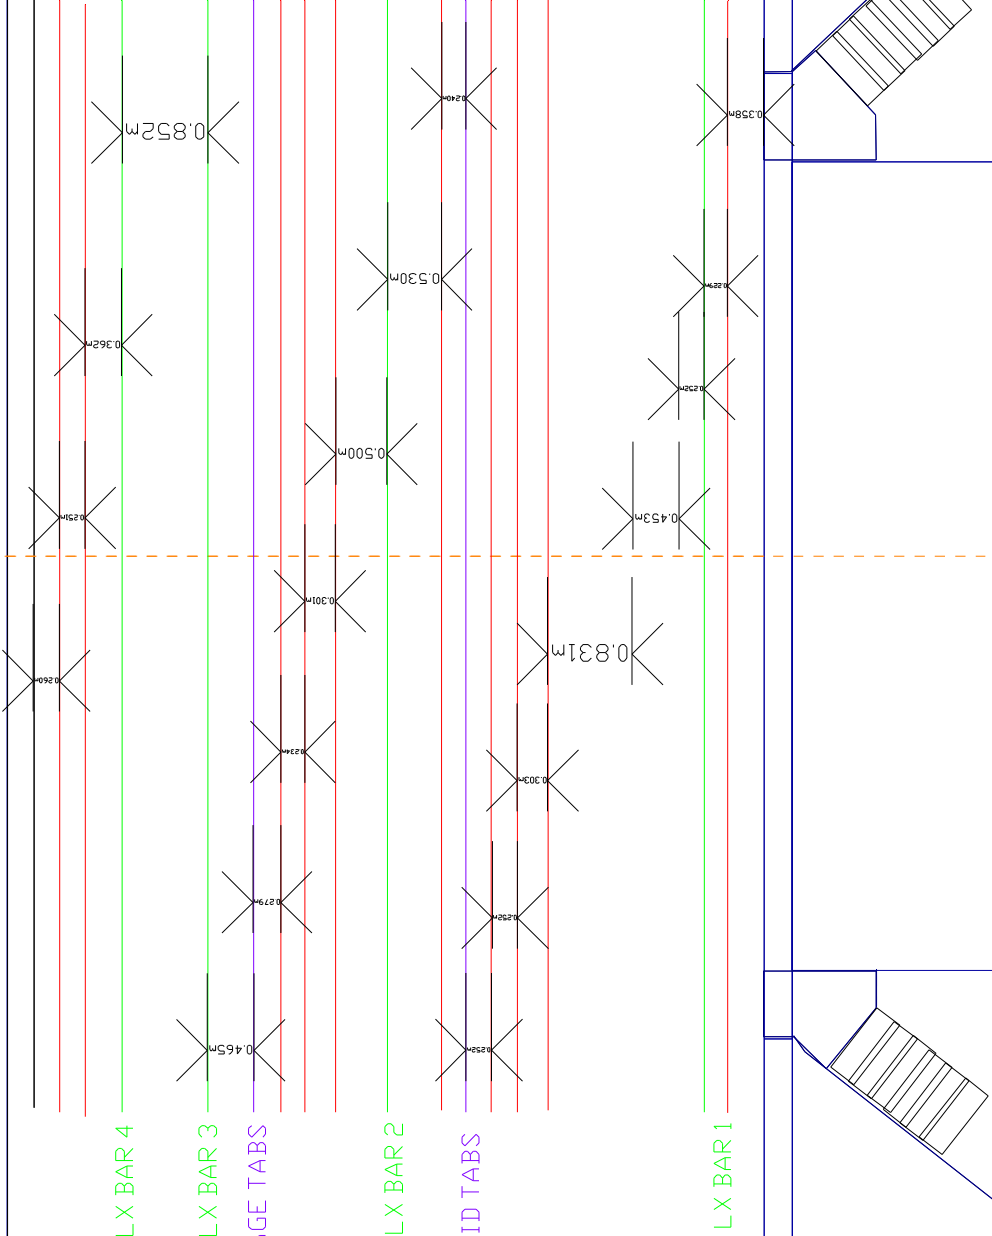 0.240m
0.358m
0.852m
0.530m
0.229m
0.362m
0.252m
0.500m
0.251m
0.453m
0.301m
0.831m
0.260m
0.234m
0.303m
0.279m
0.252m
0.465m
0.252m
LX BAR 4
LX BAR 3
GE TABS
LX BAR 2
ID TABS
LX BAR 1